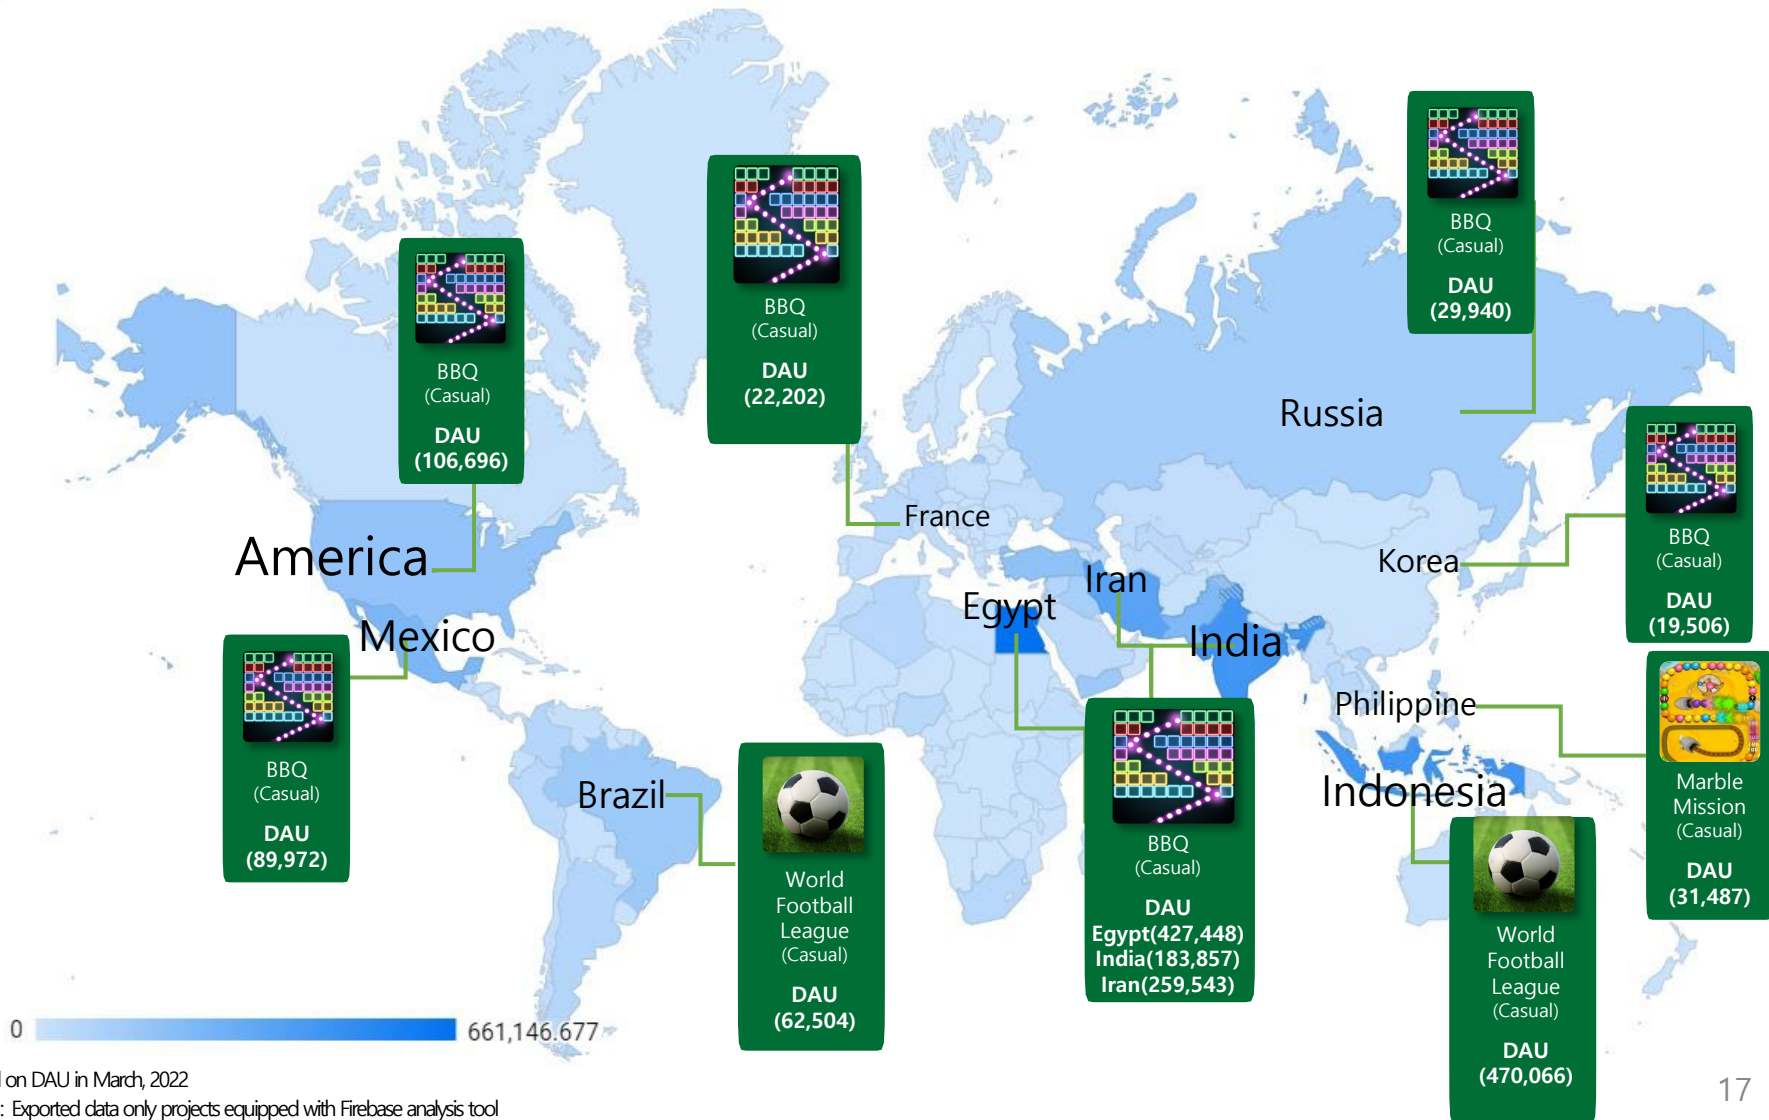 BBQ
(Casual)
DAU
(29,940)
BBQ
(Casual)
DAU
(22,202)
BBQ
(Casual)
DAU
(106,696)
Russia
France
America
Korea
BBQ
(Casual)
DAU
(19,506)
Iran
Egypt
India
Mexico
BBQ
(Casual)
DAU
(89,972)
Philippine
Marble
Mission
(Casual)
DAU
(31,487)
Brazil
World
Football
League
(Casual)
DAU
(62,504)
BBQ
(Casual)
DAU
Egypt(427,448)
India(183,857)
Iran(259,543)
Indonesia
World
Football
League
(Casual)
DAU
(470,066)
0 661,146.677
on DAU in March, 2022
: Exported data only projects equipped with Firebase analysis tool
17